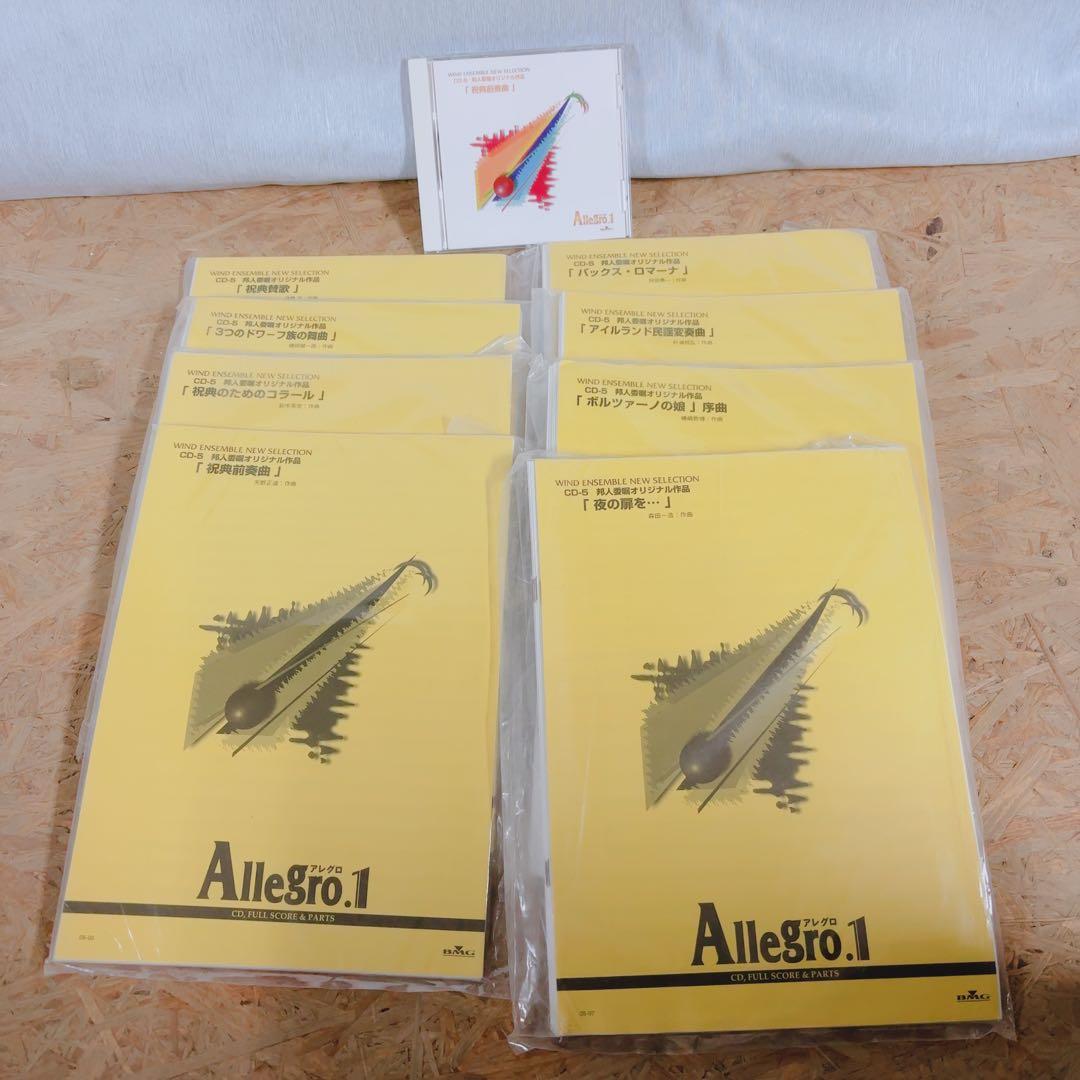 WIND ENSEMBLE NEW SELECTION
CD-5 邦人委嘱オリジナル作品
「 祝典前奏曲 」
Allegro.1
WIND ENSEMBLE NEW SELECTION
CD-5 邦人委嘱オリジナル作品
「 祝典賛歌 」
WIND ENSEMBLE NEW SELECTION
CD-5 邦人委嘱オリジナル作品
「 3つのドワーフ族の舞曲 」
WIND ENSEMBLE NEW SELECTION
CD-5 邦人委嘱オリジナル作品
「 祝典のためのコラール 」
WIND ENSEMBLE NEW SELECTION
CD-5 邦人委嘱オリジナル作品
「 祝典前奏曲 」
天野正道:作曲
アレグロ
Allegro.1
CD, FULL SCORE & PARTS
BMG
WIND ENSEMBLE NEW SELECTION
CD-5 邦人委嘱オリジナル作品
「 パックス・ロマーナ 」
WIND ENSEMBLE NEW SELECTION
CD-5 邦人委嘱オリジナル作品
「 アイルランド民謡変奏曲 」
WIND ENSEMBLE NEW SELECTION
CD-5 邦人委嘱オリジナル作品
「 ボルツァーノの娘 」序曲
WIND ENSEMBLE NEW SELECTION
CD-5 邦人委嘱オリジナル作品
「 夜の扉を… 」
森田一浩:作曲
アレグロ
Allegro.1
CD, FULL SCORE & PARTS
05-07
BMG